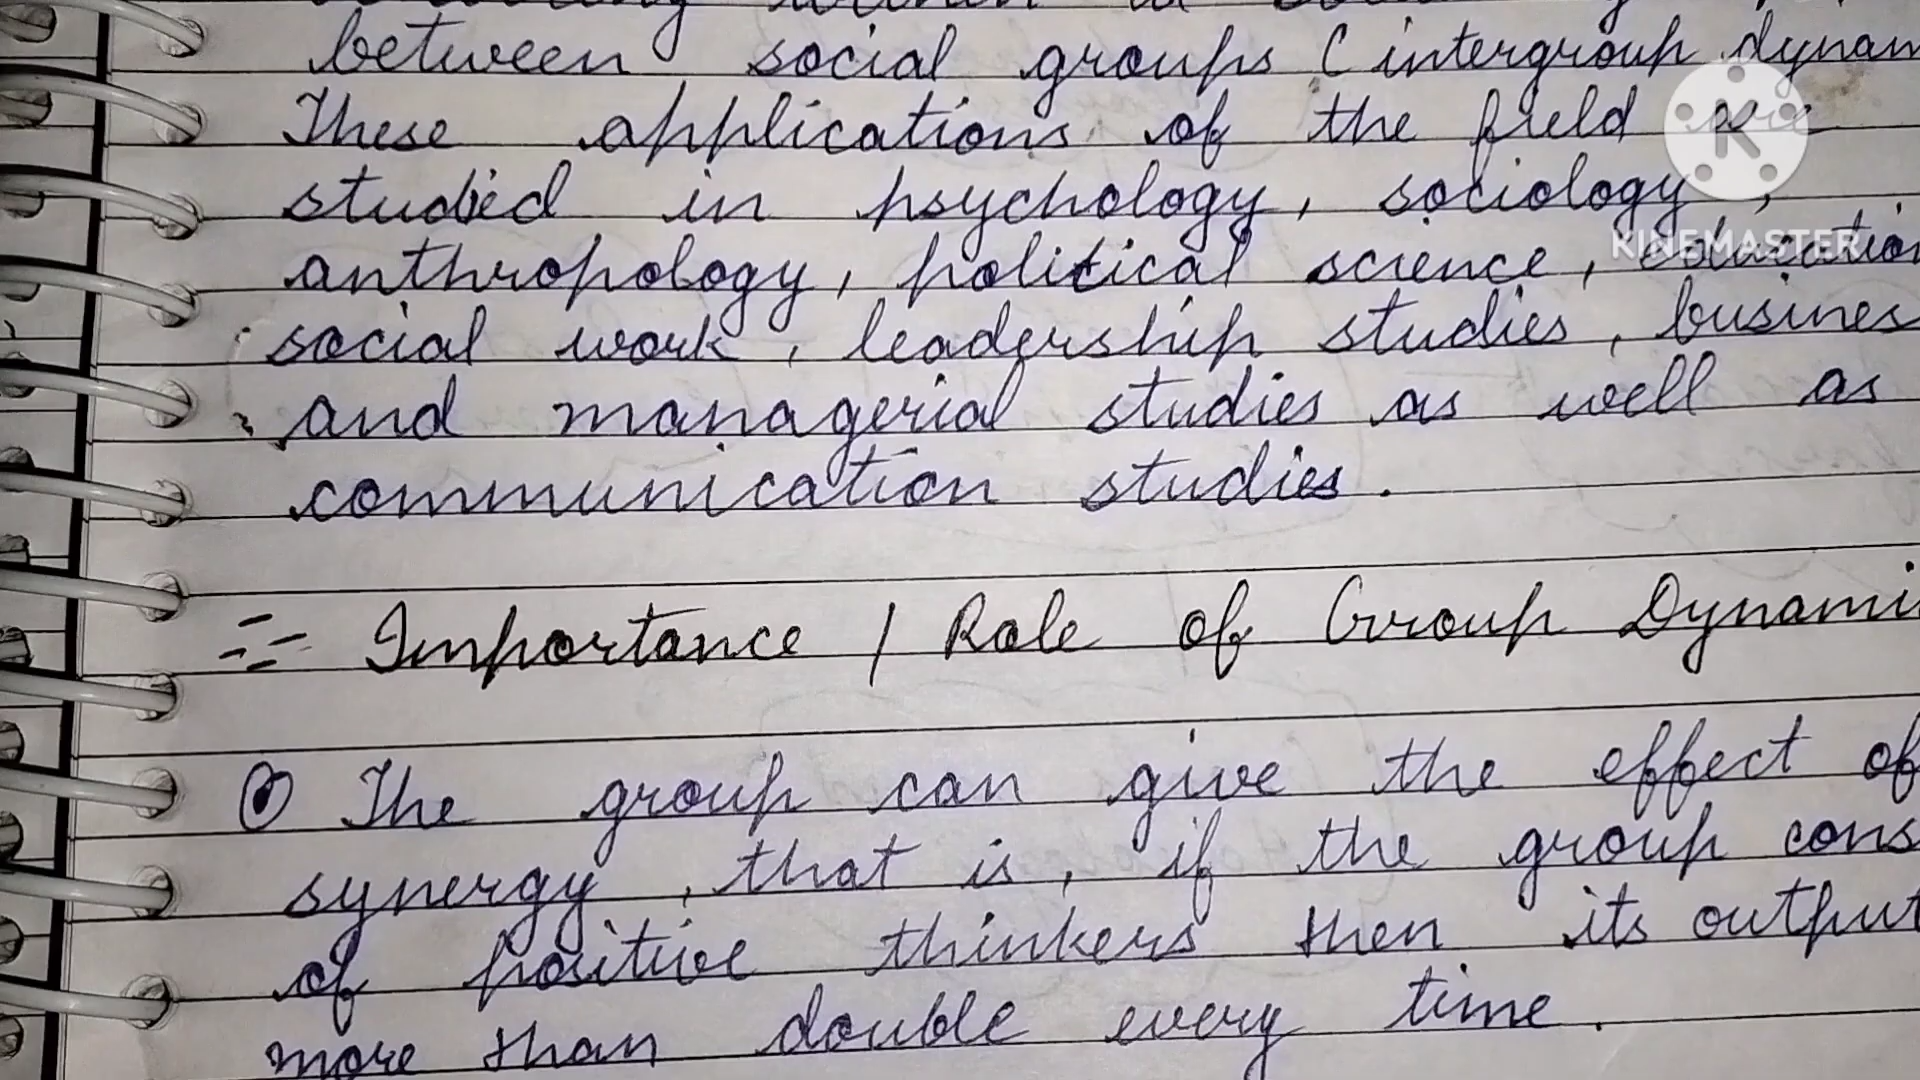 between social groups (intergroup dynam
These applications of the field are
studied in psychology, sociology,
anthropology, political science, education
social work, leadership studies, busines
and managerial studies as well as
communication studies.
Importance / Role of Group Dynami
The group can give the effect of
synergy, that is, if the group cons
of positive thinkers then its output
more than double every time.
K
KINEMASTER